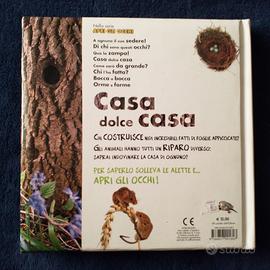 Nella serie
APRI GLI OCCHI
A ognuno il suo sedere!
Di chi sono questi occhi?
Qua la zampa!
Casa dolce casa
Come sarò da grande?
Chi l'ha fatto?
Bocca a bocca
Orme e forme
Casa
dolce casa
CHI COSTRUISCE NIDI INCREDIBILI FATTI DI FOGLIE APPICCICATE?
GLI ANIMALI HANNO TUTTI UN RIPARO DIVERSO:
SAPRAI INDOVINARE LA CASA DI OGNUNO?
PER SAPERLO SOLLEVA LE ALETTE E...
APRI GLI OCCHI!